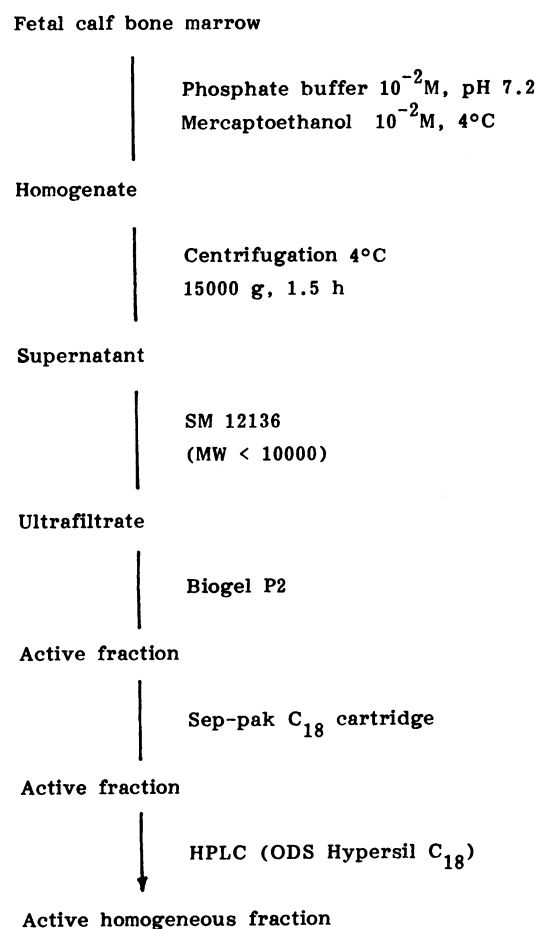 Fetal calf bone marrow
Phosphate buffer 10⁻²M, pH 7.2
Mercaptoethanol 10⁻²M, 4°C
Homogenate
Centrifugation 4°C
15000 g, 1.5 h
Supernatant
SM 12136
(MW < 10000)
Ultrafiltrate
Biogel P2
Active fraction
Sep-pak C₁₈ cartridge
Active fraction
HPLC (ODS Hypersil C₁₈)
Active homogeneous fraction